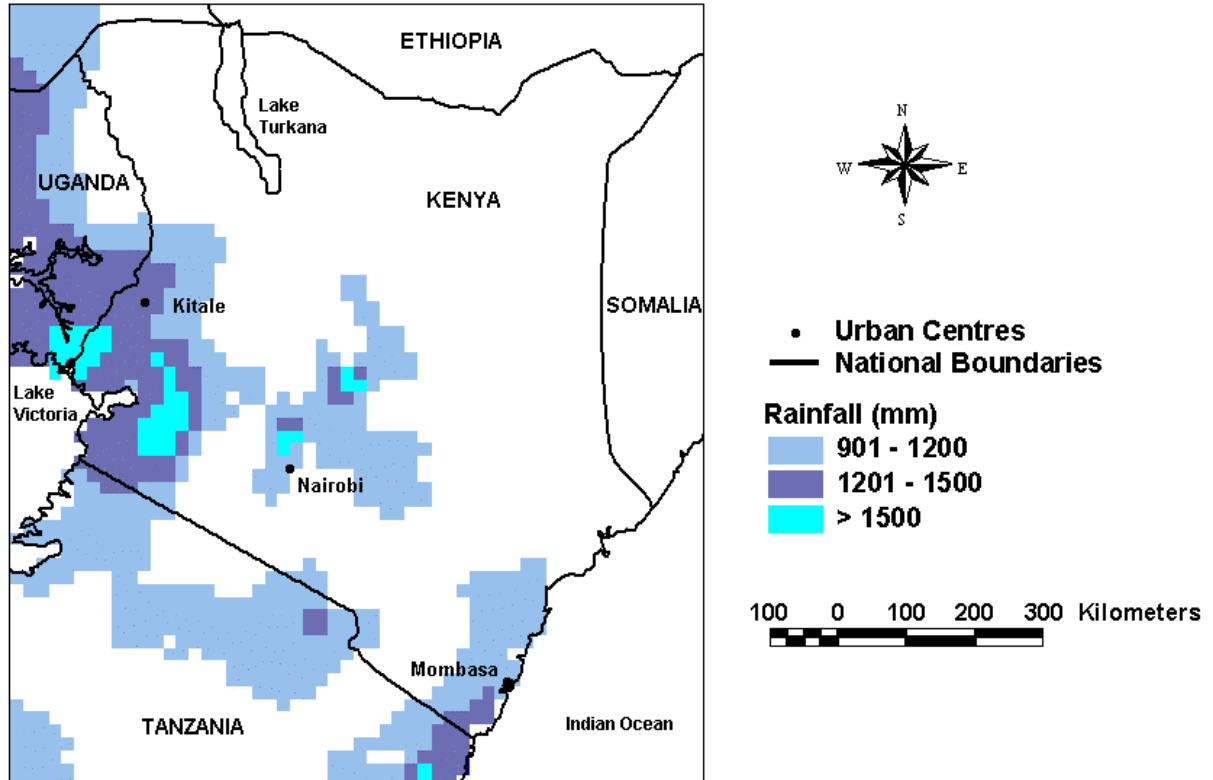 ETHIOPIA
Lake
Turkana
UGANDA
KENYA
SOMALIA
Kitale
Lake
Victoria
Nairobi
Mombasa
TANZANIA
Indian Ocean
N
W
E
S
Urban Centres
National Boundaries
Rainfall (mm)
901 - 1200
1201 - 1500
> 1500
100 0 100 200 300 Kilometers